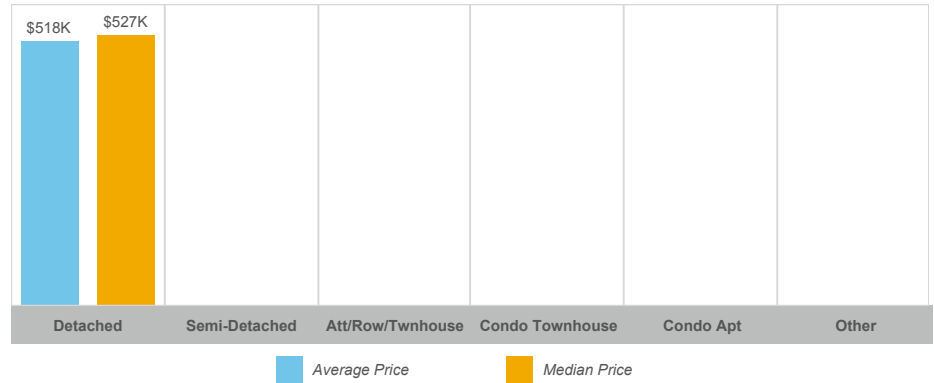 $518K $527K
Detached Semi-Detached Att/Row/Twnhouse Condo Townhouse Condo Apt Other
Average Price Median Price